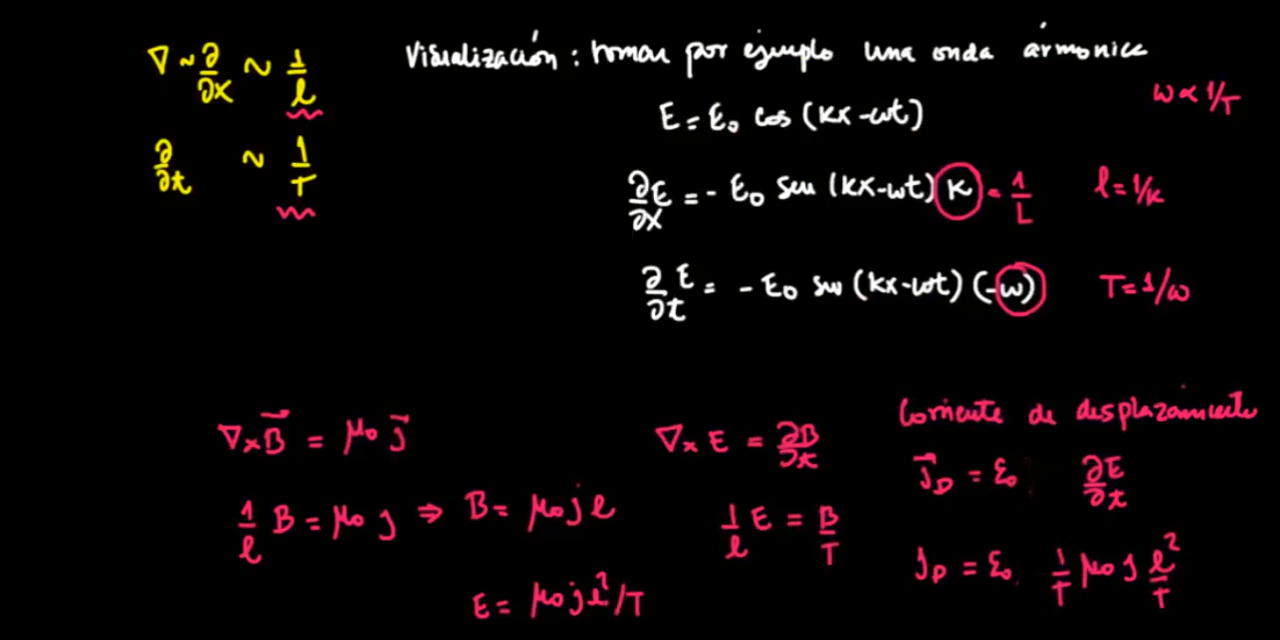 ∇ ~ ∂/∂x ~ 1/l
∂/∂t ~ 1/T
Visualización : tomar por ejemplo una onda ármonica
ω ∝ 1/T
E = E₀ cos (kx-ωt)
∂E/∂x = - E₀ sen (kx-ωt) k = 1/L
l = 1/k
∂/∂t E = - E₀ sen (kx-ωt) (-ω)
T = 1/ω
∇×B⃗ = μ₀ J⃗
1/l B = μ₀ J ⇒ B = μ₀ j l
E = μ₀ j l²/T
∇× E = ∂B/∂t
1/l E = B/T
Corriente de desplazamiento
J⃗_D = ε₀ ∂E/∂t
J_D = ε₀ 1/T μ₀ J l²/T